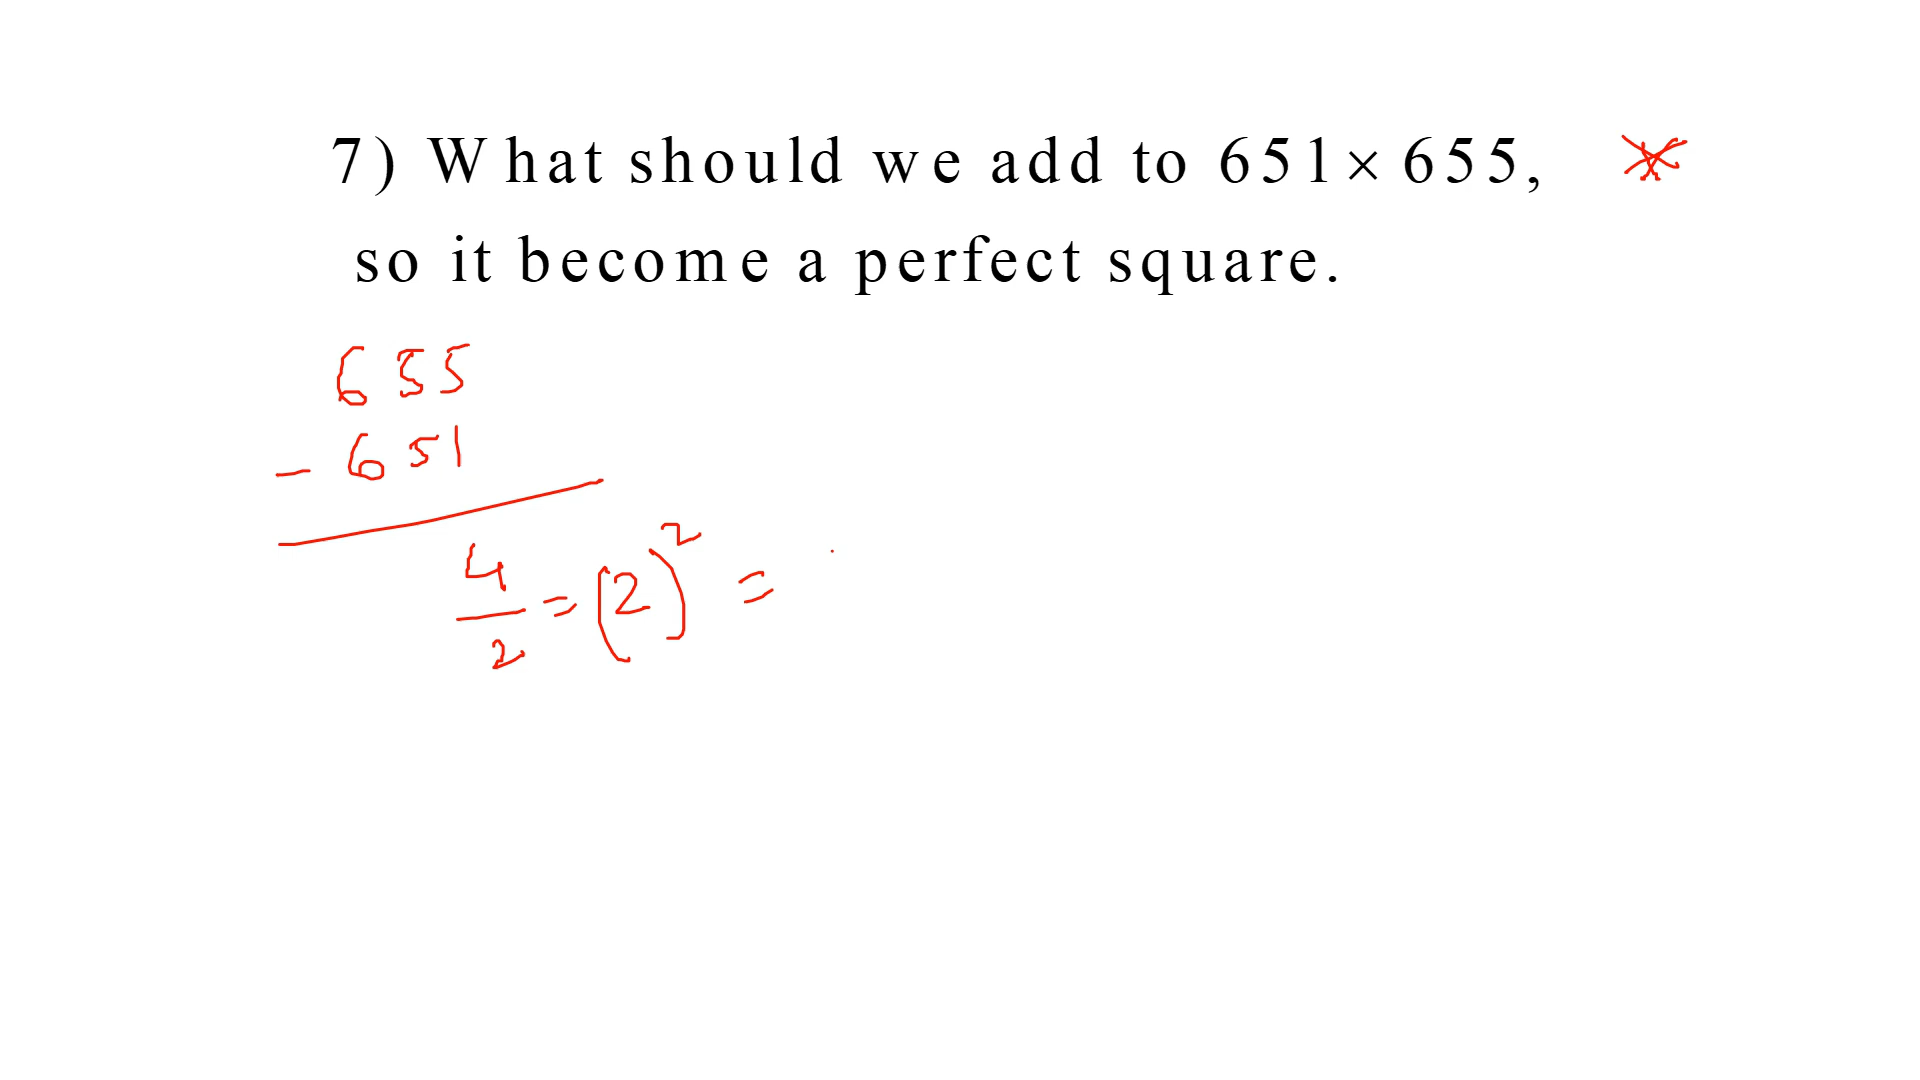 7) What should we add to 651×655,
so it become a perfect square.
655
- 651
4/2 = (2)² =